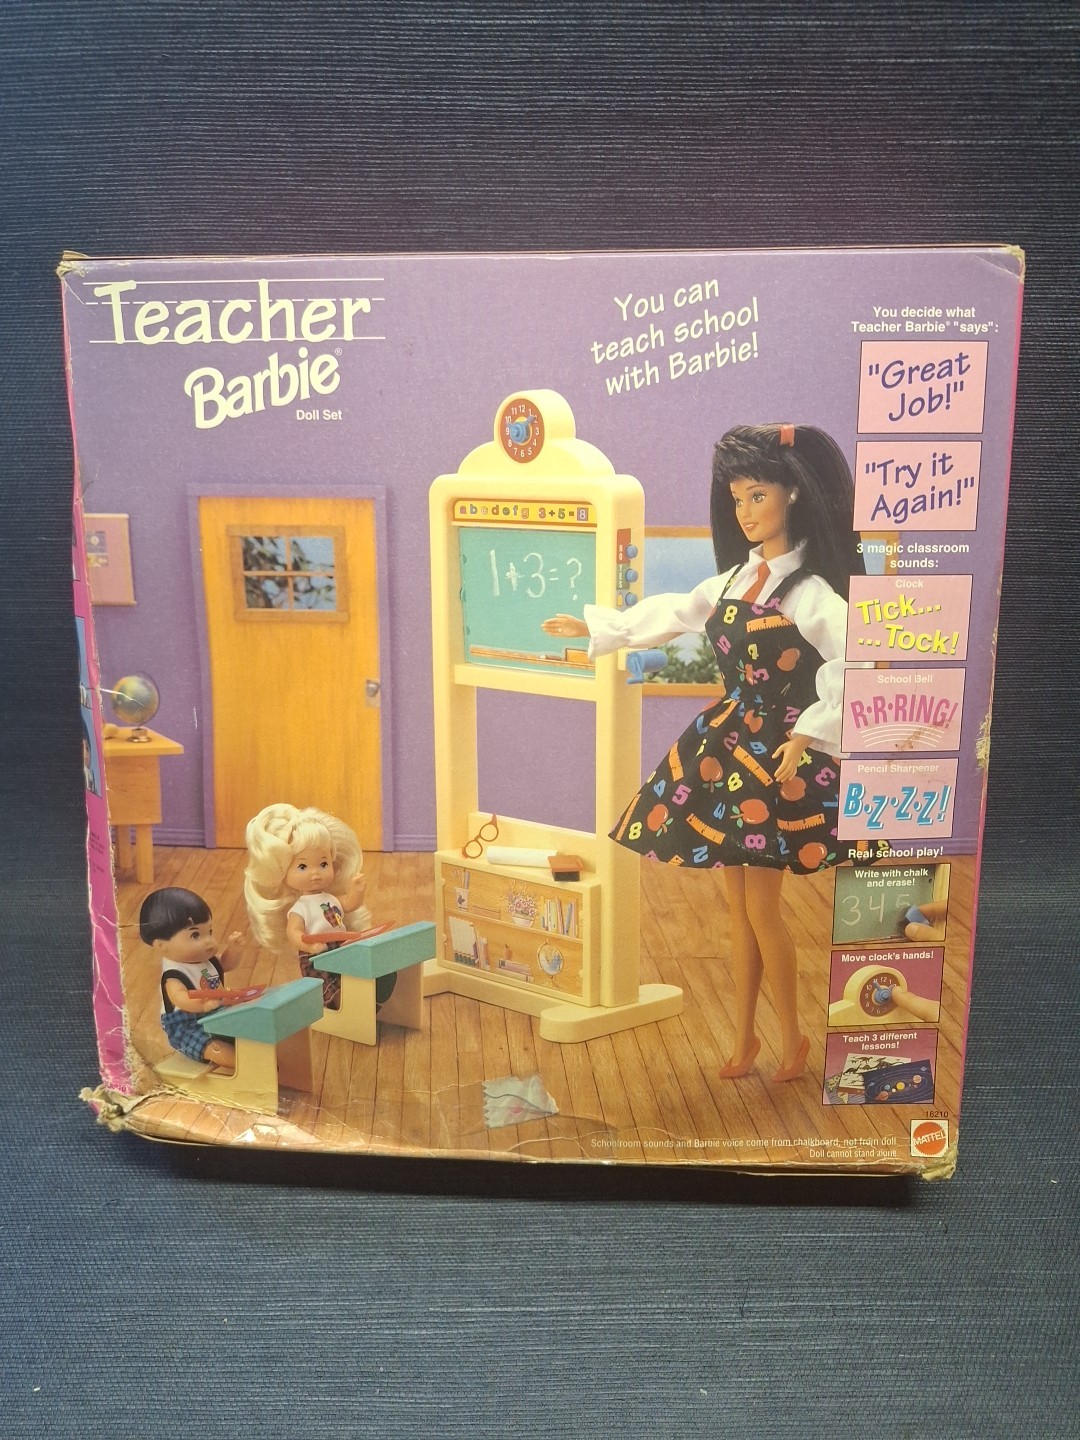 Teacher
Barbie®
Doll Set
You can
teach school
with Barbie!
You decide what
Teacher Barbie® "says":
"Great
Job!"
"Try it
Again!"
3 magic classroom
sounds:
Clock
Tick...
...Tock!
School Bell
R•R•RING!
Pencil Sharpener
B•Z•Z•Z!
Real school play!
Write with chalk
and erase!
3 4 5
Move clock's hands!
Teach 3 different
lessons!
a b c d e f g 3+5=8
1+3=?
16210
MATTEL
Schoolroom sounds and Barbie voice come from chalkboard, not from doll.
Doll cannot stand alone.